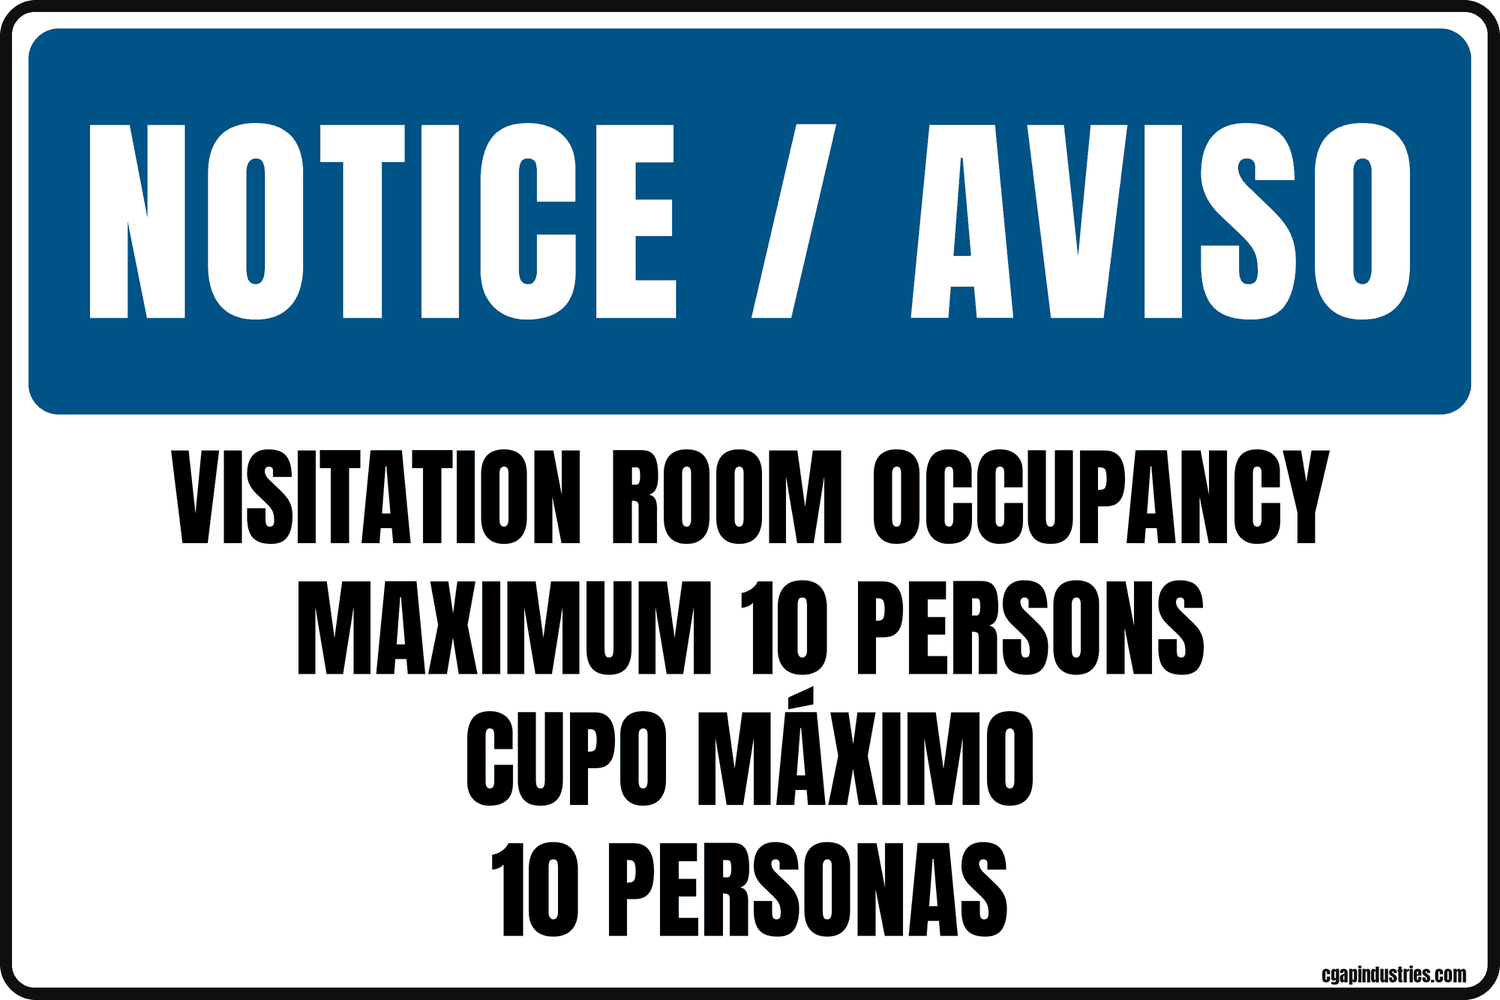 NOTICE / AVISO
VISITATION ROOM OCCUPANCY
MAXIMUM 10 PERSONS
CUPO MÁXIMO
10 PERSONAS
cgapindustries.com